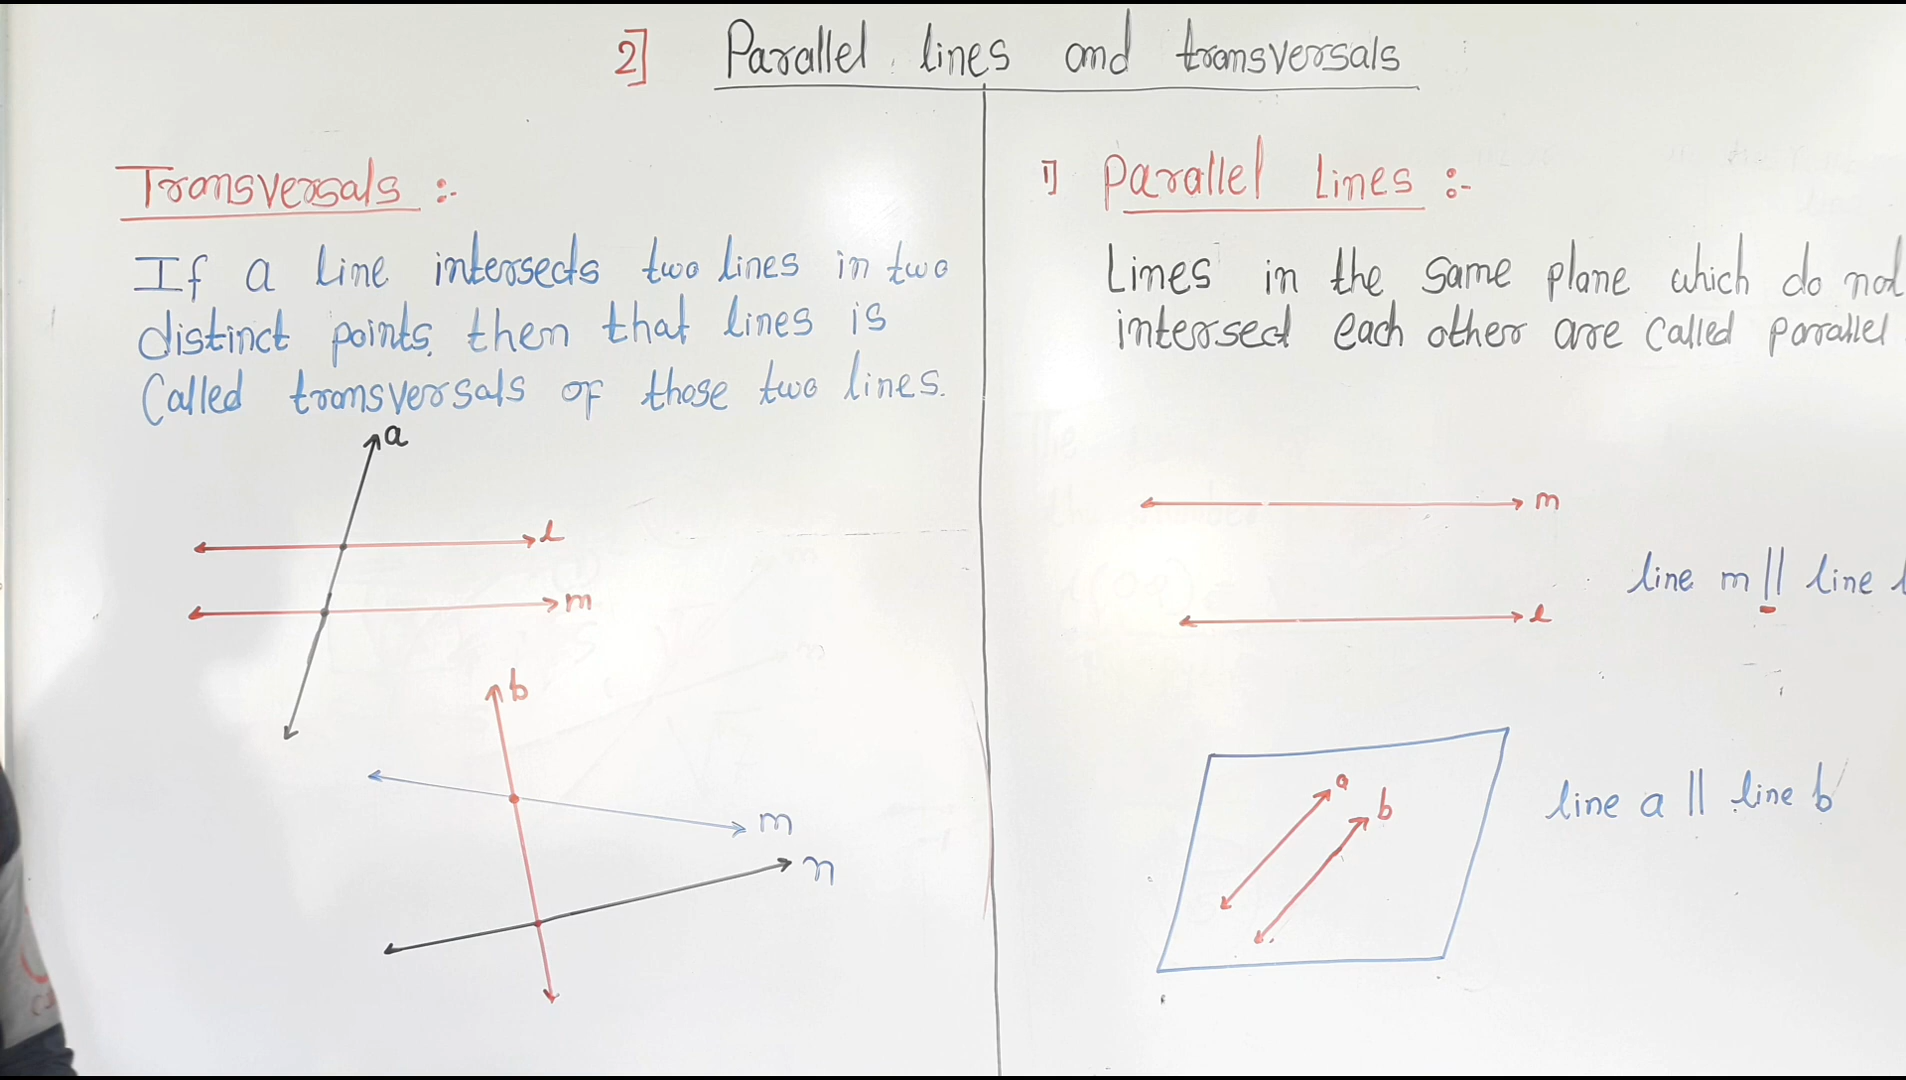 2] Parallel lines and transversals
Transversals :-
If a line intersects two lines in two
distinct points, then that lines is
Called transversals of those two lines.
a
l
m
b
m
n
1] Parallel Lines :-
Lines in the same plane which do not
intersect each other are called parallel
m
line m || line l
l
a
b
line a || line b